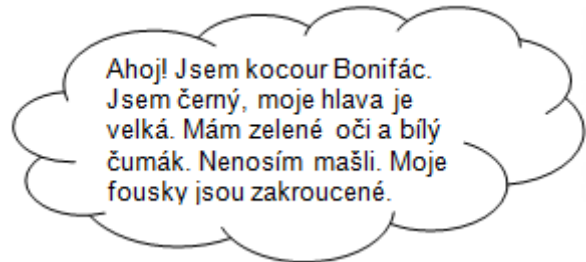 Ahoj! Jsem kocour Bonifác.
Jsem černý, moje hlava je
velká. Mám zelené oči a bílý
čumák. Nenosím mašli. Moje
fousky jsou zakroucené.